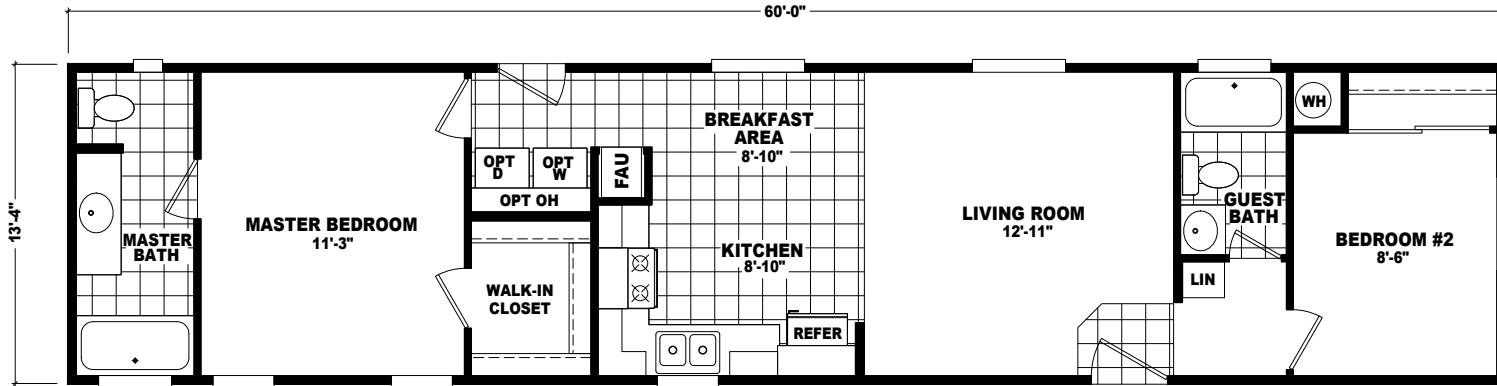 60'-0"
13'-4"
MASTER
BATH
MASTER BEDROOM
11'-3"
OPT
D
OPT
W
OPT OH
WALK-IN
CLOSET
FAU
BREAKFAST
AREA
8'-10"
KITCHEN
8'-10"
REFER
LIVING ROOM
12'-11"
GUEST
BATH
LIN
WH
BEDROOM #2
8'-6"